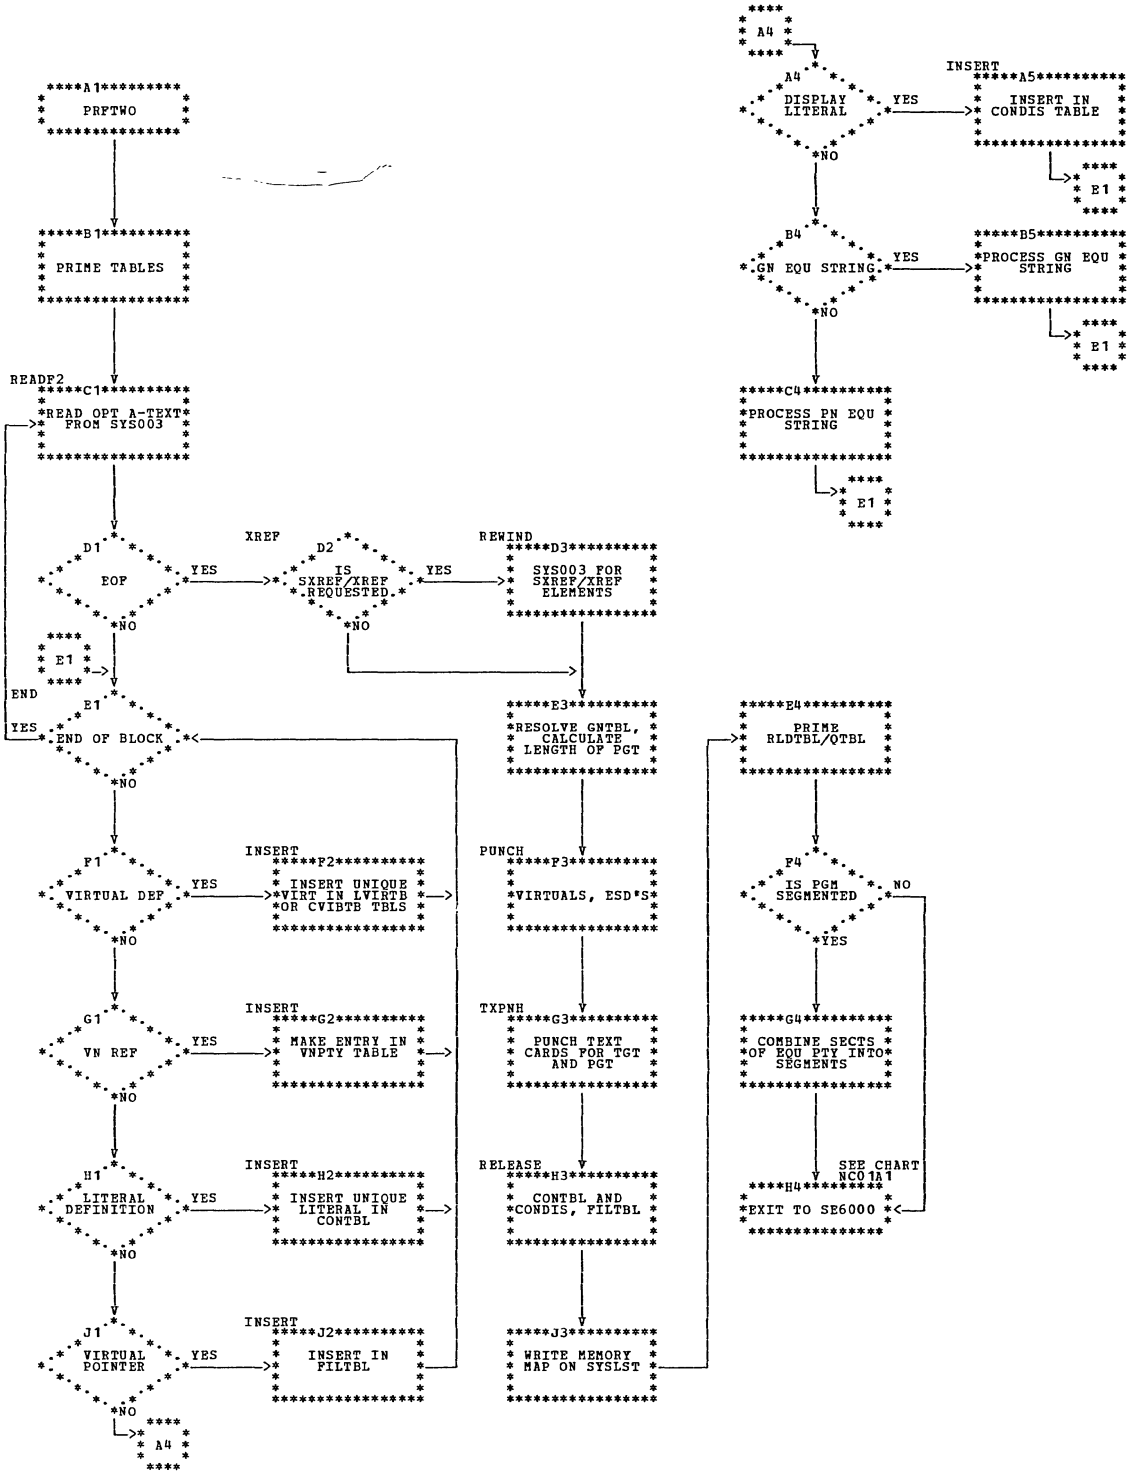 A1
PRFTWO
B1
PRIME TABLES
READF2
C1
READ OPT A-TEXT
FROM SYS003
D1
EOF
YES
NO
XREF
D2
IS
SXREF/XREF
REQUESTED
YES
NO
REWIND
D3
SYS003 FOR
SXREF/XREF
ELEMENTS
E1
END
E1
YES
END OF BLOCK
NO
F1
VIRTUAL DEF
YES
NO
INSERT
F2
INSERT UNIQUE
VIRT IN LVIRTB
OR CVIBTB TBLS
G1
VN REF
YES
NO
INSERT
G2
MAKE ENTRY IN
VNPTY TABLE
H1
LITERAL
DEFINITION
YES
NO
INSERT
H2
INSERT UNIQUE
LITERAL IN
CONTBL
J1
VIRTUAL
POINTER
YES
NO
INSERT
J2
INSERT IN
FILTBL
A4
E3
RESOLVE GNTBL,
CALCULATE
LENGTH OF PGT
PUNCH
F3
VIRTUALS, ESD'S
TXPNH
G3
PUNCH TEXT
CARDS FOR TGT
AND PGT
RELEASE
H3
CONTBL AND
CONDIS, FILTBL
J3
WRITE MEMORY
MAP ON SYSLST
A4
A4
DISPLAY
LITERAL
YES
NO
INSERT
A5
INSERT IN
CONDIS TABLE
E1
B4
GN EQU STRING
YES
NO
B5
PROCESS GN EQU
STRING
E1
C4
PROCESS PN EQU
STRING
E1
E4
PRIME
RLDTBL/QTBL
F4
IS PGM
SEGMENTED
NO
YES
G4
COMBINE SECTS
OF EQU PTY INTO
SEGMENTS
SEE CHART
NC01A1
H4
EXIT TO SE6000